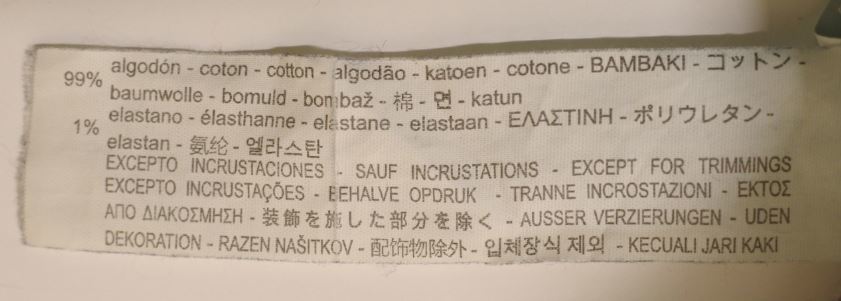 99% algodón - coton - cotton - algodão - katoen - cotone - BAMBAKI - コットン -
baumwolle - bomuld - bombaž - 棉 - 면 - katun
1% elastano - élasthanne - elastane - elastaan - ΕΛΑΣΤΙΝΗ - ポリウレタン -
elastan - 氨纶 - 엘라스탄
EXCEPTO INCRUSTACIONES - SAUF INCRUSTATIONS - EXCEPT FOR TRIMMINGS
EXCEPTO INCRUSTAÇÕES - BEHALVE OPDRUK - TRANNE INCROSTAZIONI - ΕΚΤΟΣ
ΑΠΟ ΔΙΑΚΟΣΜΗΣΗ - 装飾を施した部分を除く - AUSSER VERZIERUNGEN - UDEN
DEKORATION - RAZEN NAŠITKOV - 配饰物除外 - 입체장식 제외 - KECUALI JARI KAKI